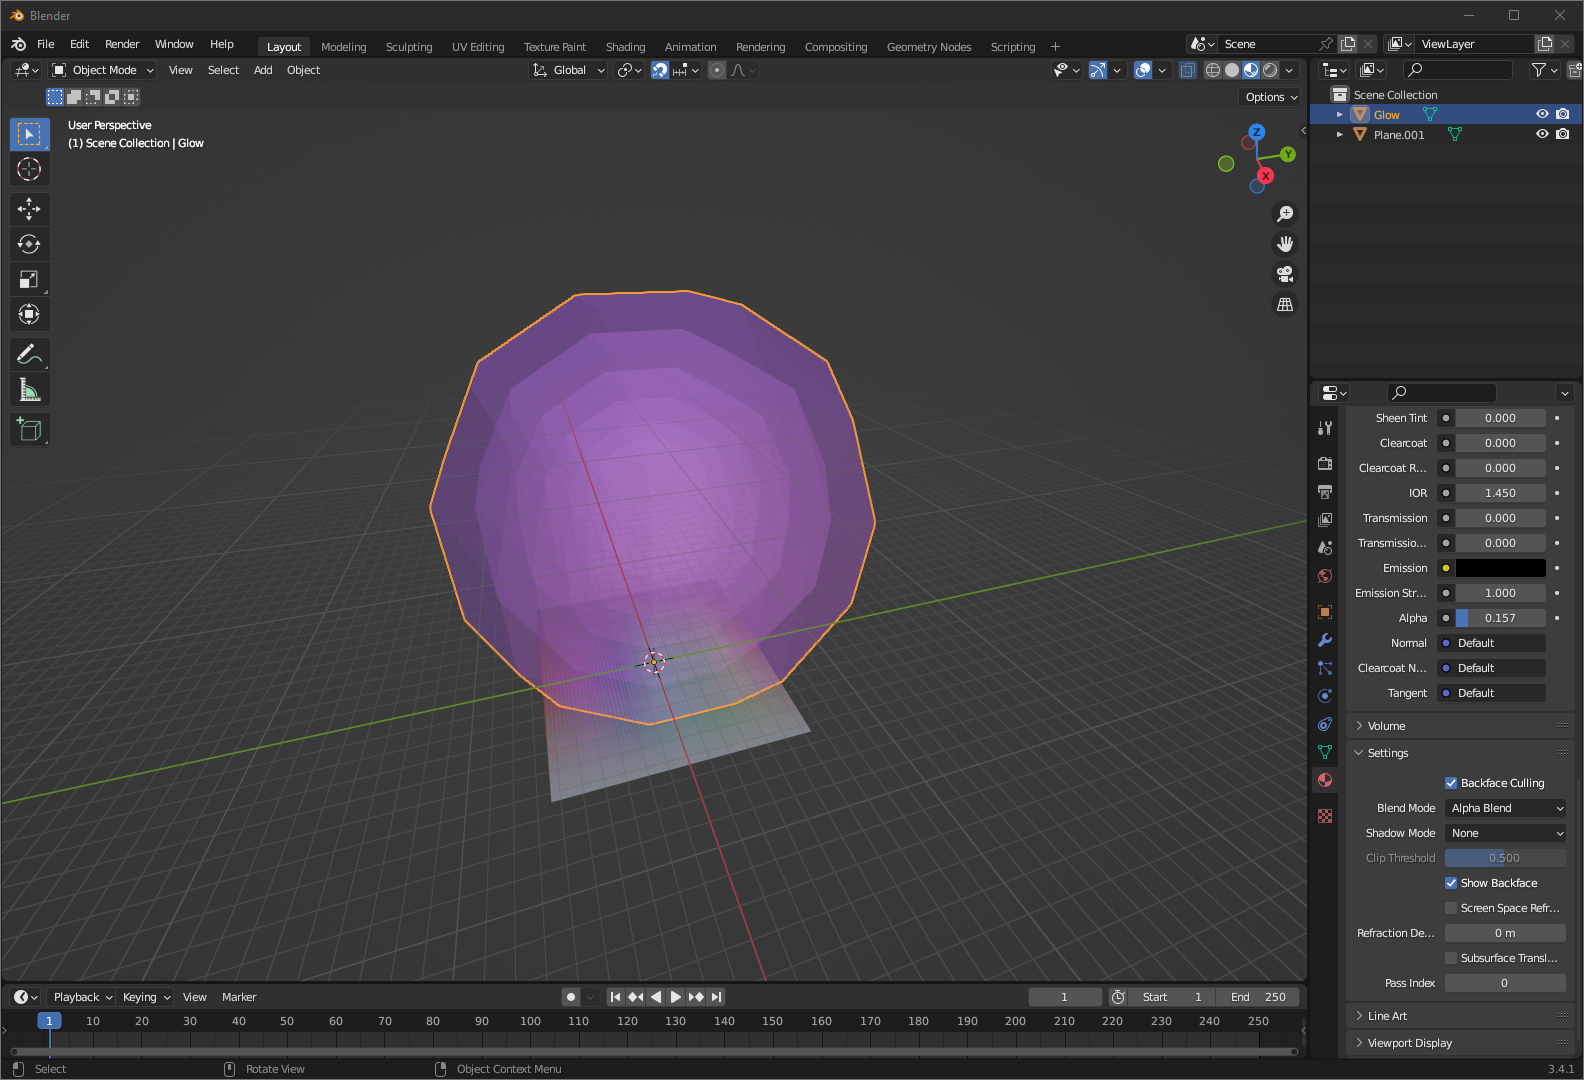 Blender
File Edit Render Window Help Layout Modeling Sculpting UV Editing Texture Paint Shading Animation Rendering Compositing Geometry Nodes Scripting + Scene ViewLayer
Object Mode View Select Add Object Global
Options
User Perspective
(1) Scene Collection | Glow
Z
Y
X
Scene Collection
Glow
Plane.001
Sheen Tint 0.000
Clearcoat 0.000
Clearcoat R... 0.000
IOR 1.450
Transmission 0.000
Transmissio... 0.000
Emission
Emission Str... 1.000
Alpha 0.157
Normal Default
Clearcoat N... Default
Tangent Default
Volume
Settings
Backface Culling
Blend Mode Alpha Blend
Shadow Mode None
Clip Threshold 0.500
Show Backface
Screen Space Refr...
Refraction De... 0 m
Subsurface Transl...
Pass Index 0
Line Art
Viewport Display
Playback Keying View Marker 1 Start 1 End 250
1 10 20 30 40 50 60 70 80 90 100 110 120 130 140 150 160 170 180 190 200 210 220 230 240 250
Select Rotate View Object Context Menu 3.4.1